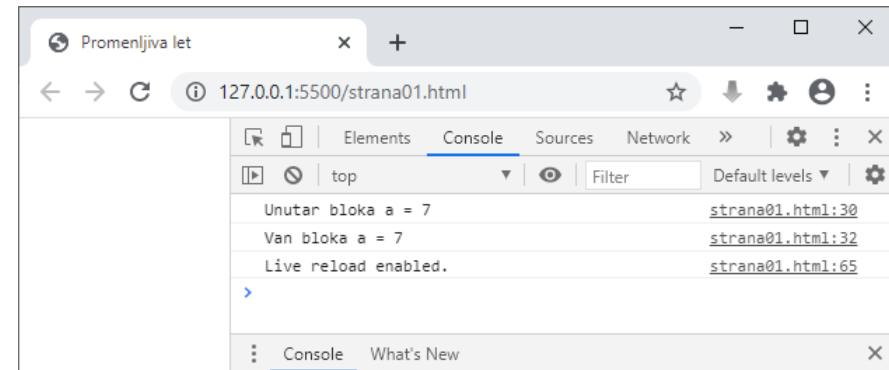 Promenljiva let
127.0.0.1:5500/strana01.html
Elements Console Sources Network »
top Filter Default levels ▼
Unutar bloka a = 7 strana01.html:30
Van bloka a = 7 strana01.html:32
Live reload enabled. strana01.html:65
>
Console What's New